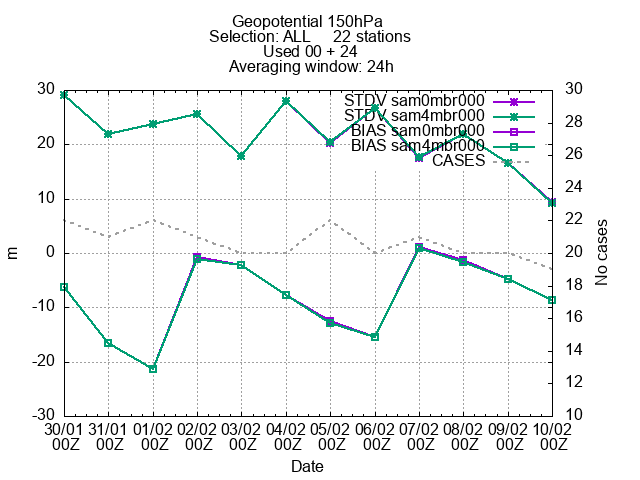 Geopotential 150hPa
Selection: ALL 22 stations
Used 00 + 24
Averaging window: 24h
STDV sam0mbr000
STDV sam4mbr000
BIAS sam0mbr000
BIAS sam4mbr000
CASES
30
20
10
0
-10
-20
-30
m
30
28
26
24
22
20
18
16
14
12
10
No cases
30/01 31/01 01/02 02/02 03/02 04/02 05/02 06/02 07/02 08/02 09/02 10/02
00Z 00Z 00Z 00Z 00Z 00Z 00Z 00Z 00Z 00Z 00Z 00Z
Date